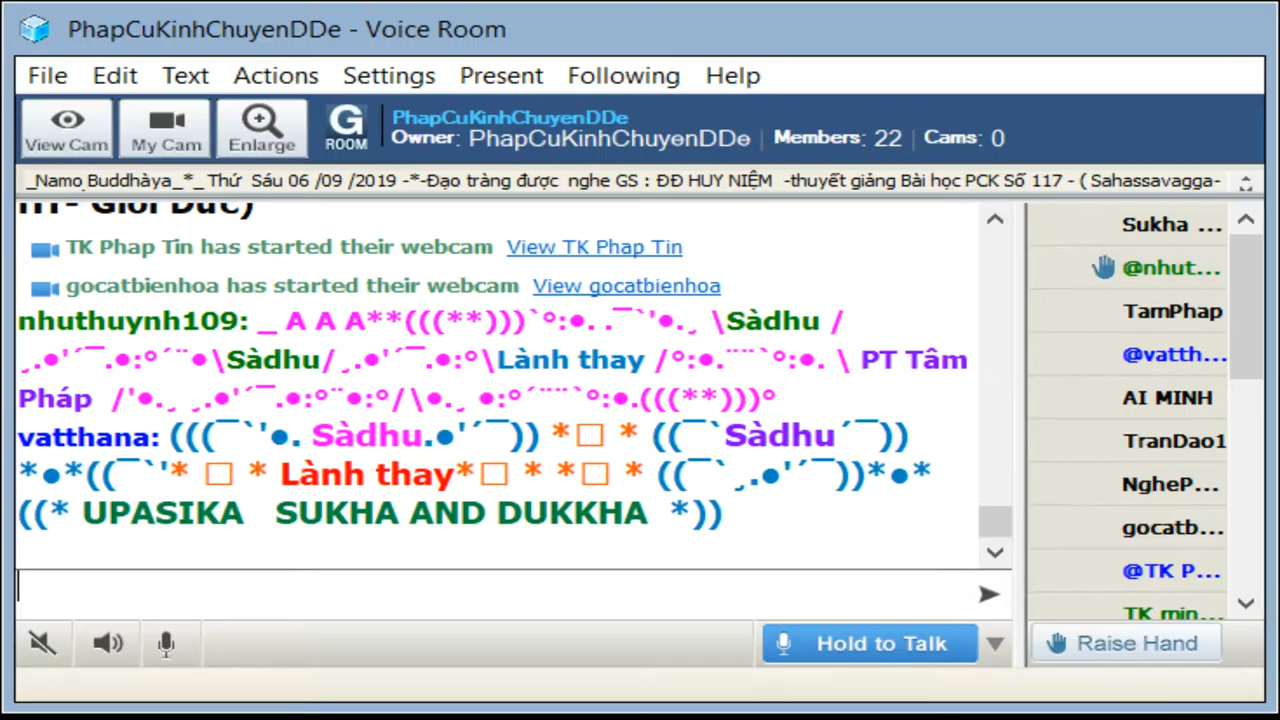 PhapCuKinhChuyenDDe - Voice Room
File Edit Text Actions Settings Present Following Help
View Cam My Cam Enlarge G ROOM
PhapCuKinhChuyenDDe
Owner: PhapCuKinhChuyenDDe | Members: 22 | Cams: 0
_Namo_Buddhàya_*_ Thứ Sáu 06 /09 /2019 -*-Đạo tràng được nghe GS : ĐĐ HUY NIỆM -thuyết giảng Bài học PCK Số 117 - ( Sahassavagga-
TK Phap Tin has started their webcam View TK Phap Tin
gocatbienhoa has started their webcam View gocatbienhoa
nhuthuynh109: _ A A A**(((**)))`°:●. .¯`'●.¸ \Sàdhu /
¸.●'´¯.●:°´¨●\Sàdhu/¸.●'´¯.●:°\Lành thay /°:●.¨¨`°:●. \ PT Tâm
Pháp /'●.¸ ¸.●'´¯.●:°¨●:°/\●.¸ ●:°´¨¨`°:●.(((**)))°
vatthana: (((¯`'●. Sàdhu.●'´¯)) *□ * ((¯`Sàdhu´¯))
*●*((¯`'* □ * Lành thay*□ * *□ * ((¯`¸.●'´¯))*●*
((* UPASIKA SUKHA AND DUKKHA *))
Hold to Talk
Sukha ...
@nhut...
TamPhap
@vatth...
AI MINH
TranDao1
NgheP...
gocatb...
@TK P...
TK min...
Raise Hand